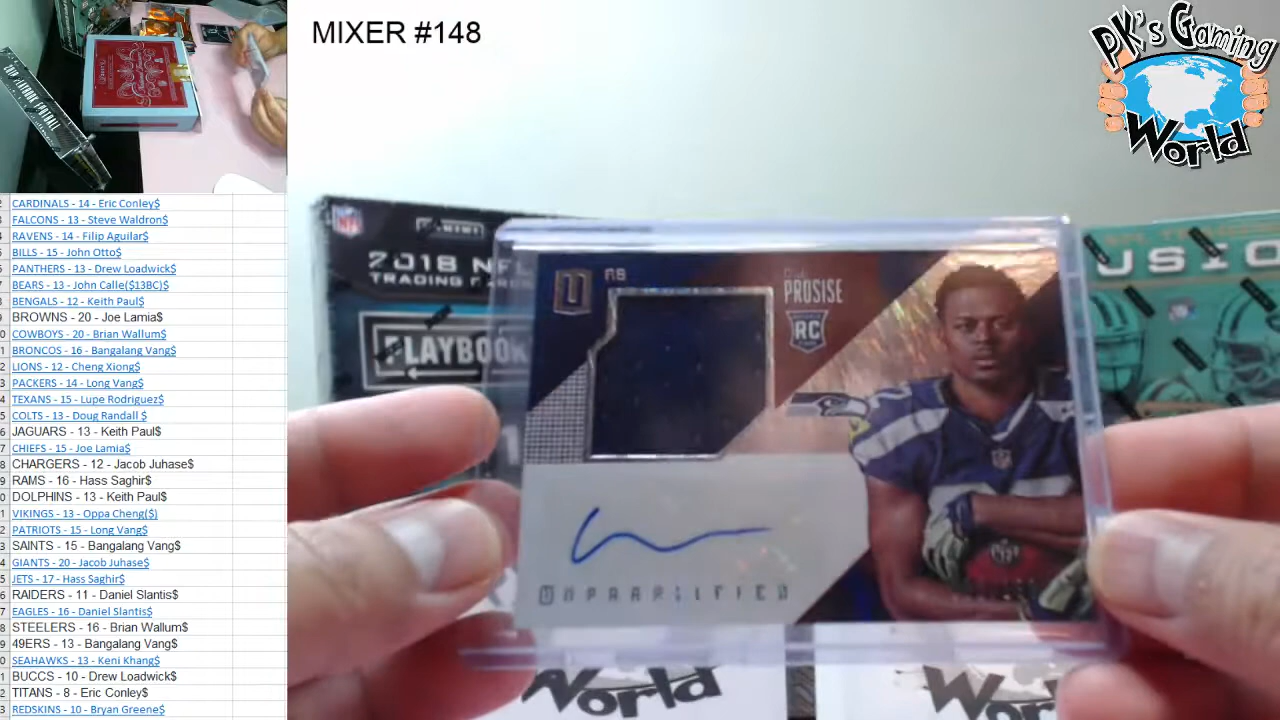 MIXER #148
PK's Gaming
World
CARDINALS - 14 - Eric Conley$
FALCONS - 13 - Steve Waldron$
RAVENS - 14 - Filip Aguilar$
BILLS - 15 - John Otto$
PANTHERS - 13 - Drew Loadwick$
BEARS - 13 - John Calle($13BC)$
BENGALS - 12 - Keith Paul$
BROWNS - 20 - Joe Lamia$
COWBOYS - 20 - Brian Wallum$
BRONCOS - 16 - Bangalang Vang$
LIONS - 12 - Cheng Xiong$
PACKERS - 14 - Long Vang$
TEXANS - 15 - Lupe Rodriguez$
COLTS - 13 - Doug Randall $
JAGUARS - 13 - Keith Paul$
CHIEFS - 15 - Joe Lamia$
CHARGERS - 12 - Jacob Juhase$
RAMS - 16 - Hass Saghir$
DOLPHINS - 13 - Keith Paul$
VIKINGS - 13 - Oppa Cheng($)
PATRIOTS - 15 - Long Vang$
SAINTS - 15 - Bangalang Vang$
GIANTS - 20 - Jacob Juhase$
JETS - 17 - Hass Saghir$
RAIDERS - 11 - Daniel Slantis$
EAGLES - 16 - Daniel Slantis$
STEELERS - 16 - Brian Wallum$
49ERS - 13 - Bangalang Vang$
SEAHAWKS - 13 - Keni Khang$
BUCCS - 10 - Drew Loadwick$
TITANS - 8 - Eric Conley$
REDSKINS - 10 - Bryan Greene$
NFL
PANINI
2018 NFL
TRADING CARDS
PLAYBOOK
U
PROSISE
RC
UNPARALLELED
USIO
World
Wo